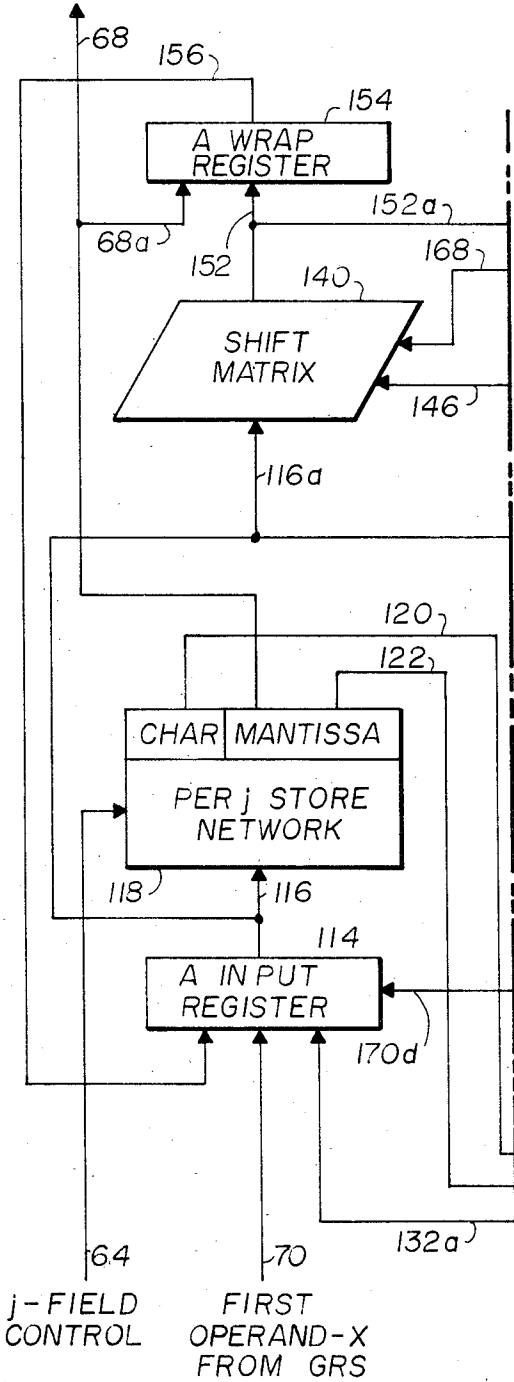 68
156
154
A WRAP
REGISTER
68a
152
152a
168
140
SHIFT
MATRIX
146
116a
120
122
CHAR MANTISSA
PER j STORE
NETWORK
118
116
114
A INPUT
REGISTER
170d
64
70
132a
j-FIELD
CONTROL
FIRST
OPERAND-X
FROM GRS